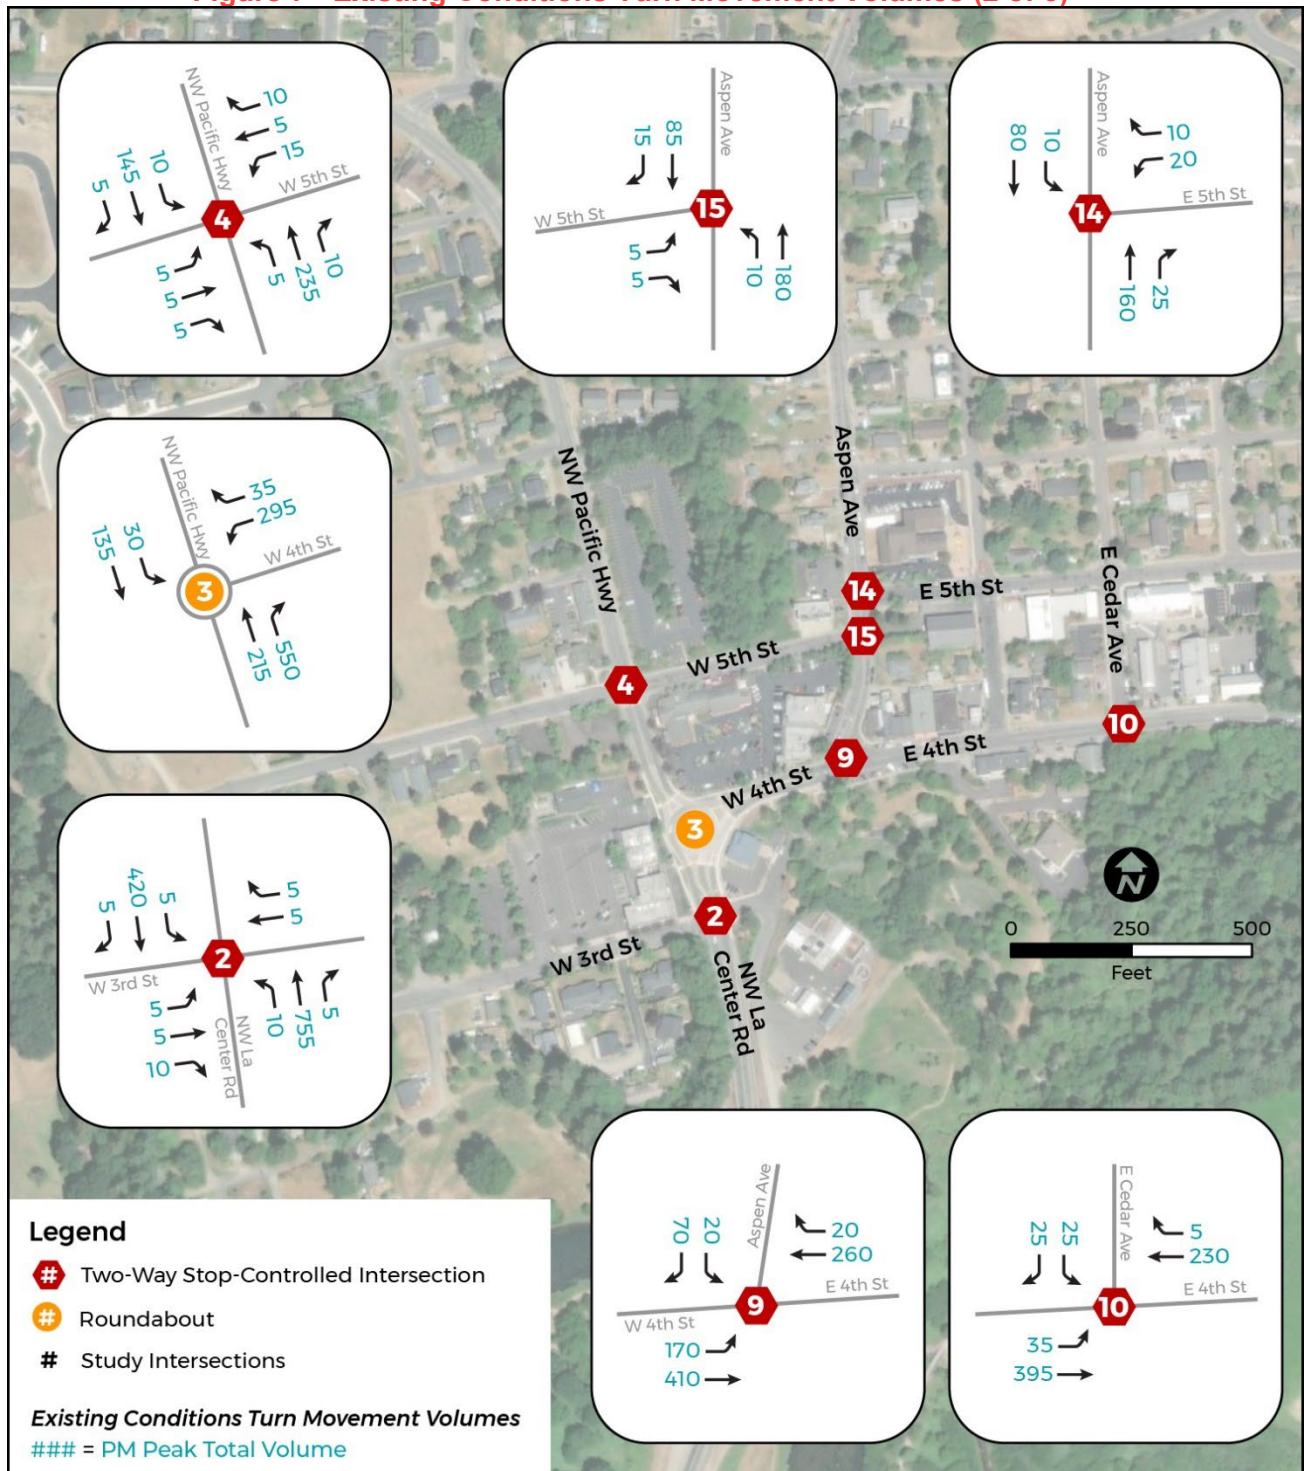 NW Pacific Hwy
10
5
15
5
145
10
W 5th St
4
5
5
5
5
235
10
Aspen Ave
15
85
W 5th St
15
5
5
10
180
Aspen Ave
80
10
10
20
14
E 5th St
160
25
NW Pacific Hwy
35
295
135
30
W 4th St
3
215
550
5
420
5
5
5
2
W 3rd St
5
5
10
10
755
5
NW La
Center Rd
NW Pacific Hwy
Aspen Ave
E Cedar Ave
14
E 5th St
15
W 5th St
4
10
9
E 4th St
W 4th St
3
2
W 3rd St
NW La
Center Rd
N
0 250 500
Feet
Aspen Ave
70
20
20
260
9
E 4th St
W 4th St
170
410
E Cedar Ave
25
25
5
230
10
E 4th St
35
395
Legend
# Two-Way Stop-Controlled Intersection
# Roundabout
# Study Intersections
Existing Conditions Turn Movement Volumes
### = PM Peak Total Volume